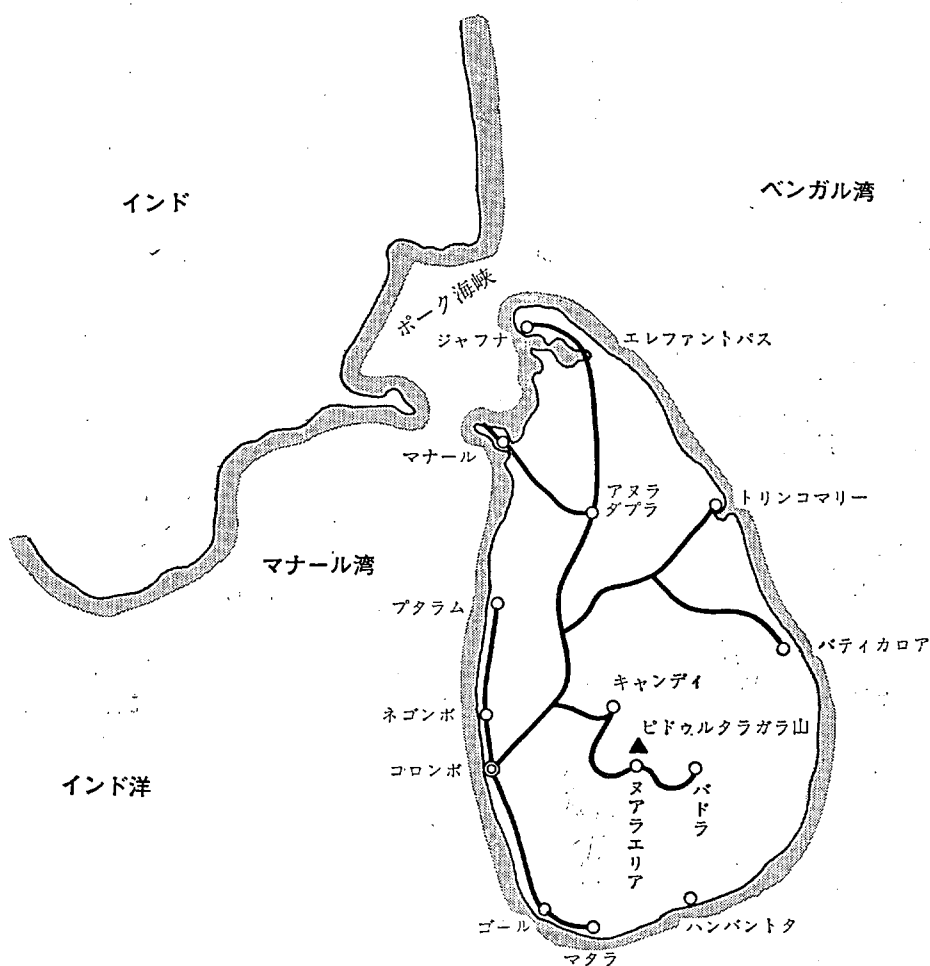 インド
ベンガル湾
ポーク海峡
ジャフナ
エレファントパス
マナール
アヌラ
ダプラ
トリンコマリー
マナール湾
プタラム
バティカロア
キャンディ
ネゴンボ
ピドゥルタラガラ山
コロンボ
インド洋
ヌアラエリア
バドラ
ゴール
ハンバントタ
マタラ